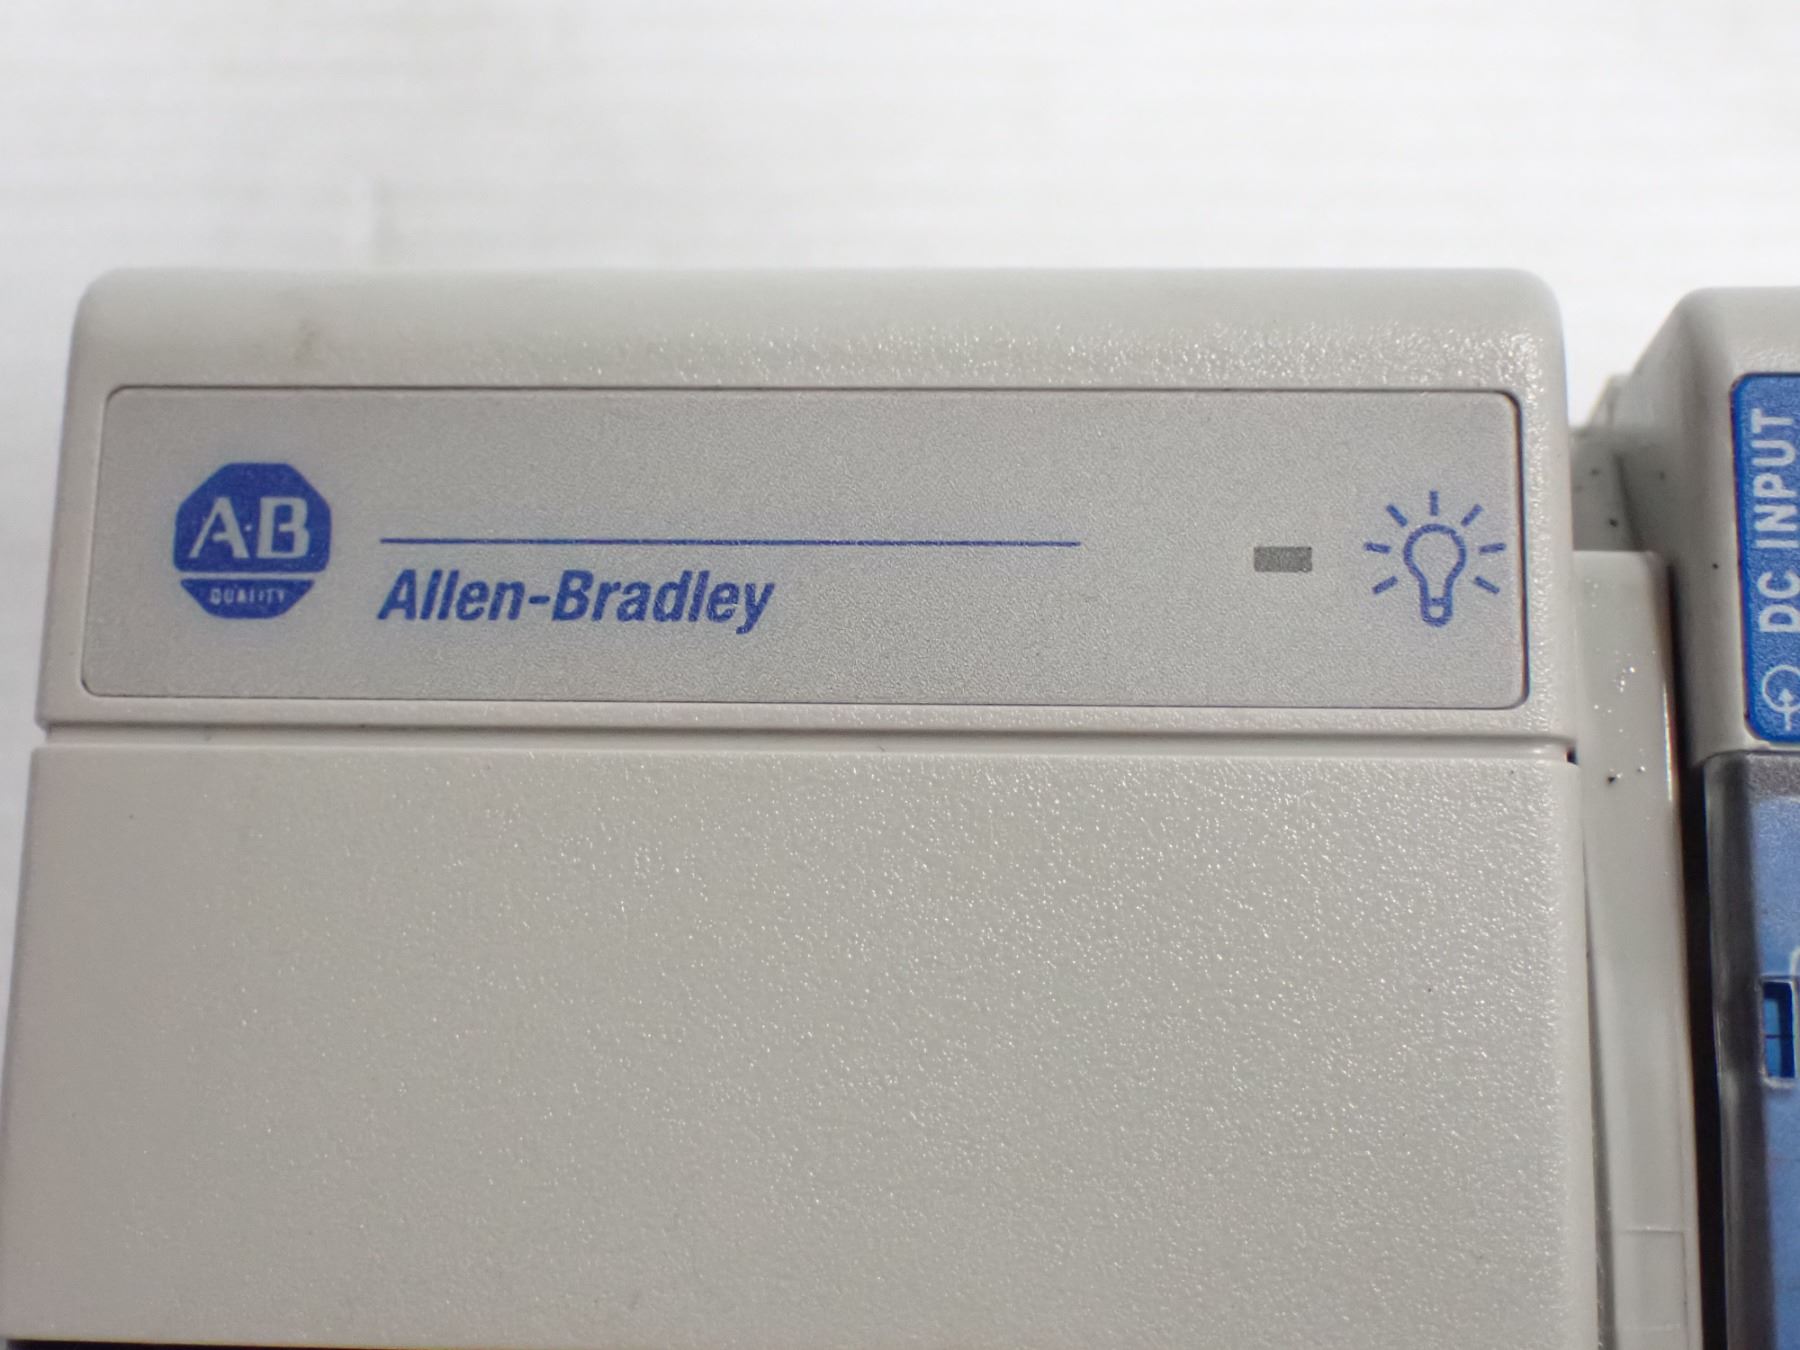 A·B
QUALITY
Allen-Bradley
DC INPUT